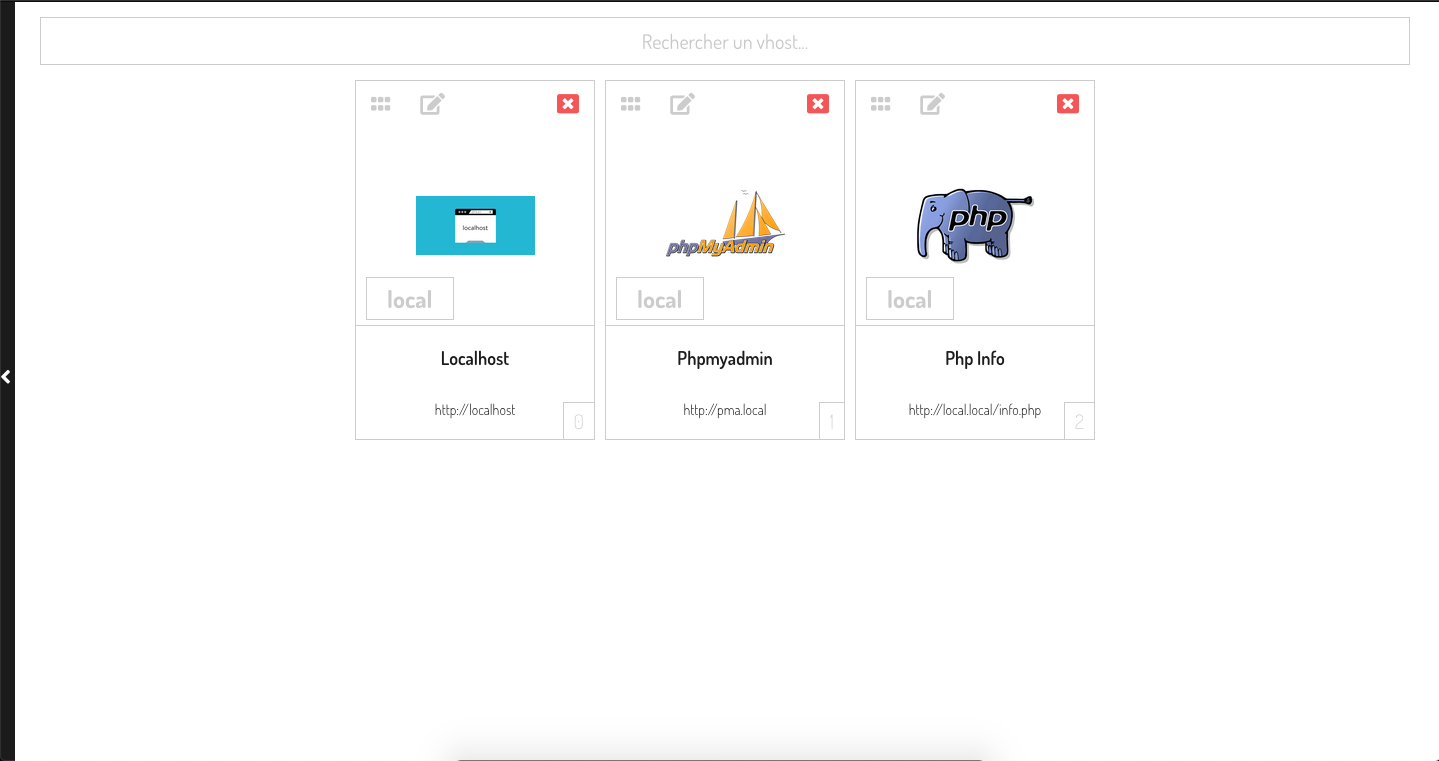 Rechercher un vhost...
localhost
phpMyAdmin
php
local
local
local
Localhost
Phpmyadmin
Php Info
http://localhost
http://pma.local
http://local.local/info.php
0
1
2